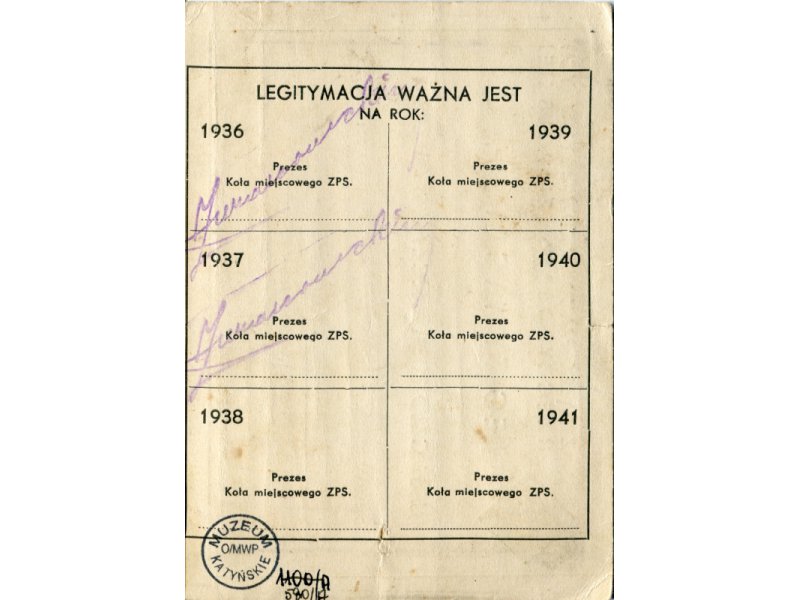 LEGITYMACJA WAŻNA JEST
NA ROK:
1936
Prezes
Koła miejscowego ZPS.
1939
Prezes
Koła miejscowego ZPS.
1937
Prezes
Koła miejscowego ZPS.
1940
Prezes
Koła miejscowego ZPS.
1938
Prezes
Koła miejscowego ZPS.
1941
Prezes
Koła miejscowego ZPS.
MUZEUM
O/MWP
KATYŃSKIE
580/H